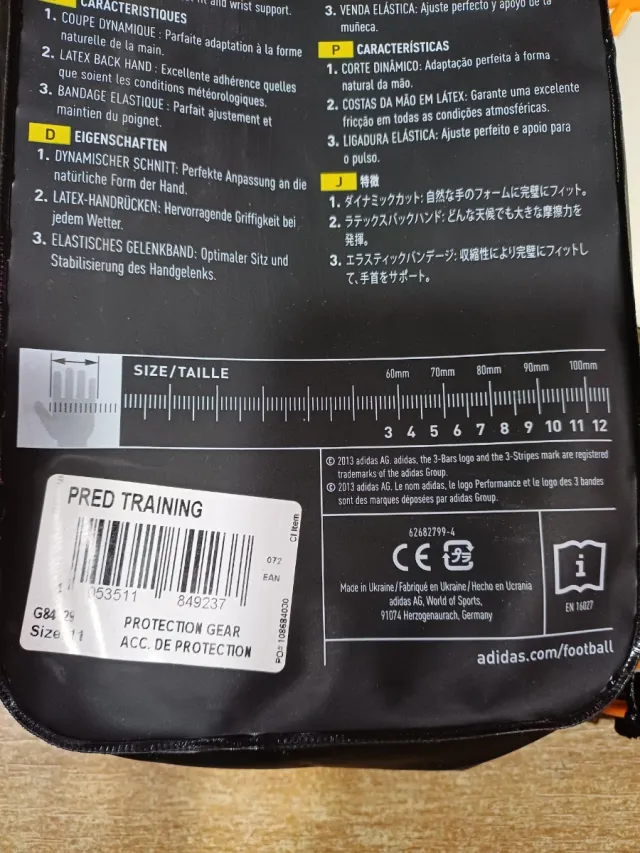 nt and wrist support.
CARACTERISTIQUES
1. COUPE DYNAMIQUE : Parfaite adaptation à la forme
naturelle de la main.
2. LATEX BACK HAND : Excellente adhérence quelles
que soient les conditions météorologiques.
3. BANDAGE ELASTIQUE : Parfait ajustement et
maintien du poignet.
D EIGENSCHAFTEN
1. DYNAMISCHER SCHNITT: Perfekte Anpassung an die
natürliche Form der Hand.
2. LATEX-HANDRÜCKEN: Hervorragende Griffigkeit bei
jedem Wetter.
3. ELASTISCHES GELENKBAND: Optimaler Sitz und
Stabilisierung des Handgelenks.
3. VENDA ELÁSTICA: Ajuste perfecto y apoyo de la
muñeca.
P CARACTERÍSTICAS
1. CORTE DINÂMICO: Adaptação perfeita à forma
natural da mão.
2. COSTAS DA MÃO EM LÁTEX: Garante uma excelente
fricção em todas as condições atmosféricas.
3. LIGADURA ELÁSTICA: Ajuste perfeito e apoio para
o pulso.
J 特徴
1. ダイナミックカット: 自然な手のフォームに完璧にフィット。
2. ラテックスバックハンド: どんな天候でも大きな摩擦力を
発揮。
3. エラスティックバンデージ: 収縮性により完璧にフィットし
て、手首をサポート。
SIZE/TAILLE
60mm 70mm 80mm 90mm 100mm
3 4 5 6 7 8 9 10 11 12
© 2013 adidas AG. adidas, the 3-Bars logo and the 3-Stripes mark are registered
trademarks of the adidas Group.
© 2013 adidas AG. Le nom adidas, le logo Performance et le logo des 3 bandes
sont des marques déposées par adidas Group.
62682799-4
CE
Made in Ukraine/Fabriqué en Ukraine/Hecho en Ucrania
adidas AG, World of Sports,
91074 Herzogenaurach, Germany
i
EN 16027
adidas.com/football
PRED TRAINING
CI Item
072
EAN
053511 849237
G84 29
Size 11
PROTECTION GEAR
ACC. DE PROTECTION
PO# 108684030